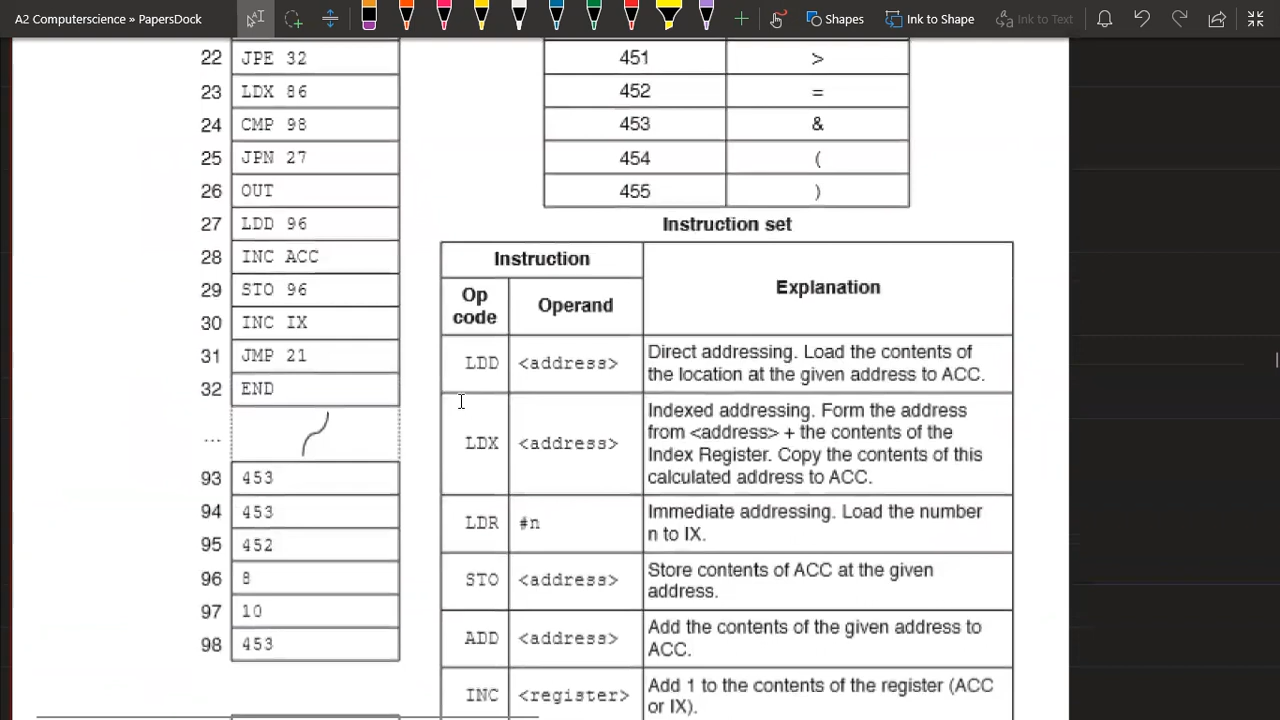 A2 Computerscience » PapersDock
Shapes
Ink to Shape
Ink to Text
22 JPE 32
23 LDX 86
24 CMP 98
25 JPN 27
26 OUT
27 LDD 96
28 INC ACC
29 STO 96
30 INC IX
31 JMP 21
32 END
...
93 453
94 453
95 452
96 8
97 10
98 453
451 >
452 =
453 &
454 (
455 )
Instruction set
Instruction
Explanation
Op
code
Operand
LDD <address> Direct addressing. Load the contents of
the location at the given address to ACC.
LDX <address> Indexed addressing. Form the address
from <address> + the contents of the
Index Register. Copy the contents of this
calculated address to ACC.
LDR #n Immediate addressing. Load the number
n to IX.
STO <address> Store contents of ACC at the given
address.
ADD <address> Add the contents of the given address to
ACC.
INC <register> Add 1 to the contents of the register (ACC
or IX).